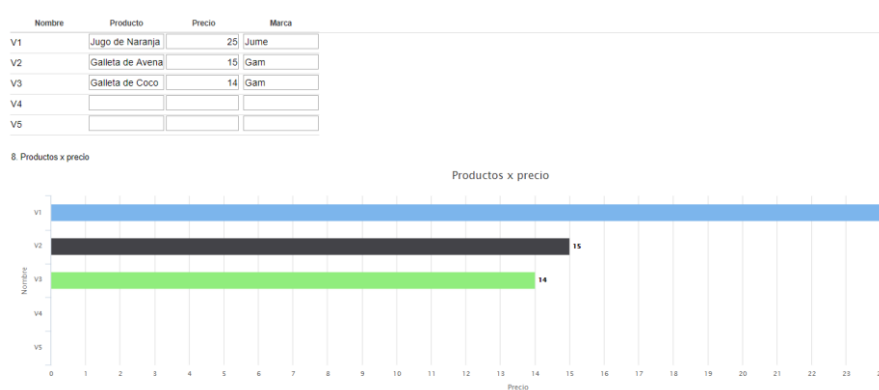 Nombre Producto Precio Marca
V1 Jugo de Naranja 25 Jume
V2 Galleta de Avena 15 Gam
V3 Galleta de Coco 14 Gam
V4
V5
8. Productos x precio
Productos x precio
Nombre
V1
V2 15
V3 14
V4
V5
0 1 2 3 4 5 6 7 8 9 10 11 12 13 14 15 16 17 18 19 20 21 22 23
Precio